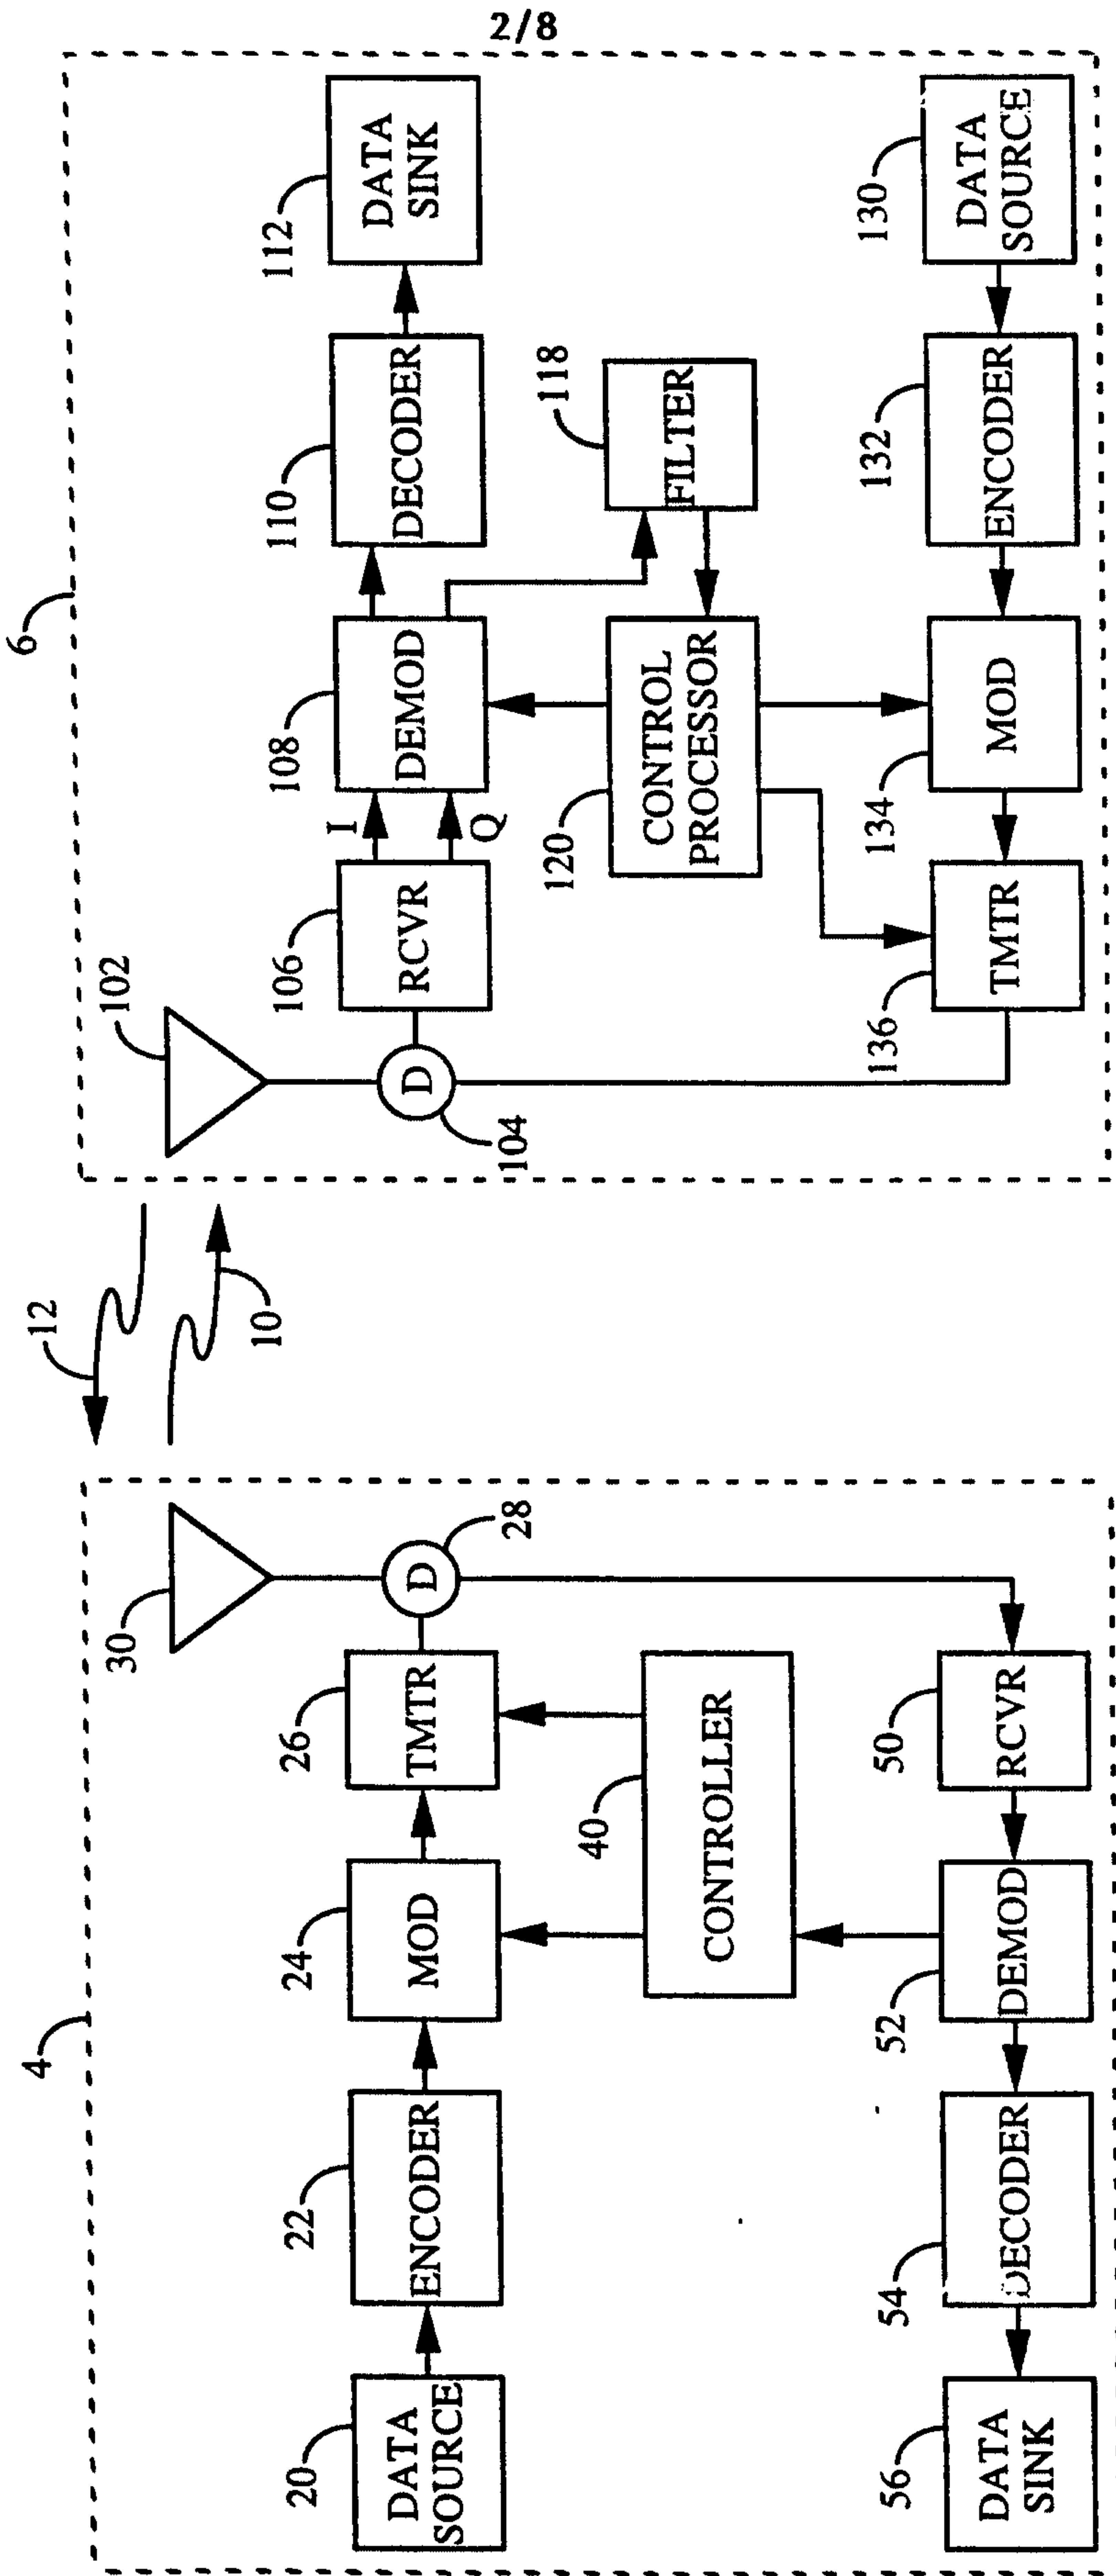 2/8
4
30
20
22
24
26
28
DATA
SOURCE
ENCODER
MOD
TMTR
D
40
CONTROLLER
56
54
52
50
DATA
SINK
DECODER
DEMOD
RCVR
12
10
6
102
104
106
108
110
112
D
RCVR
I
Q
DEMOD
DECODER
DATA
SINK
120
118
CONTROL
PROCESSOR
FILTER
136
134
132
130
TMTR
MOD
ENCODER
DATA
SOURCE